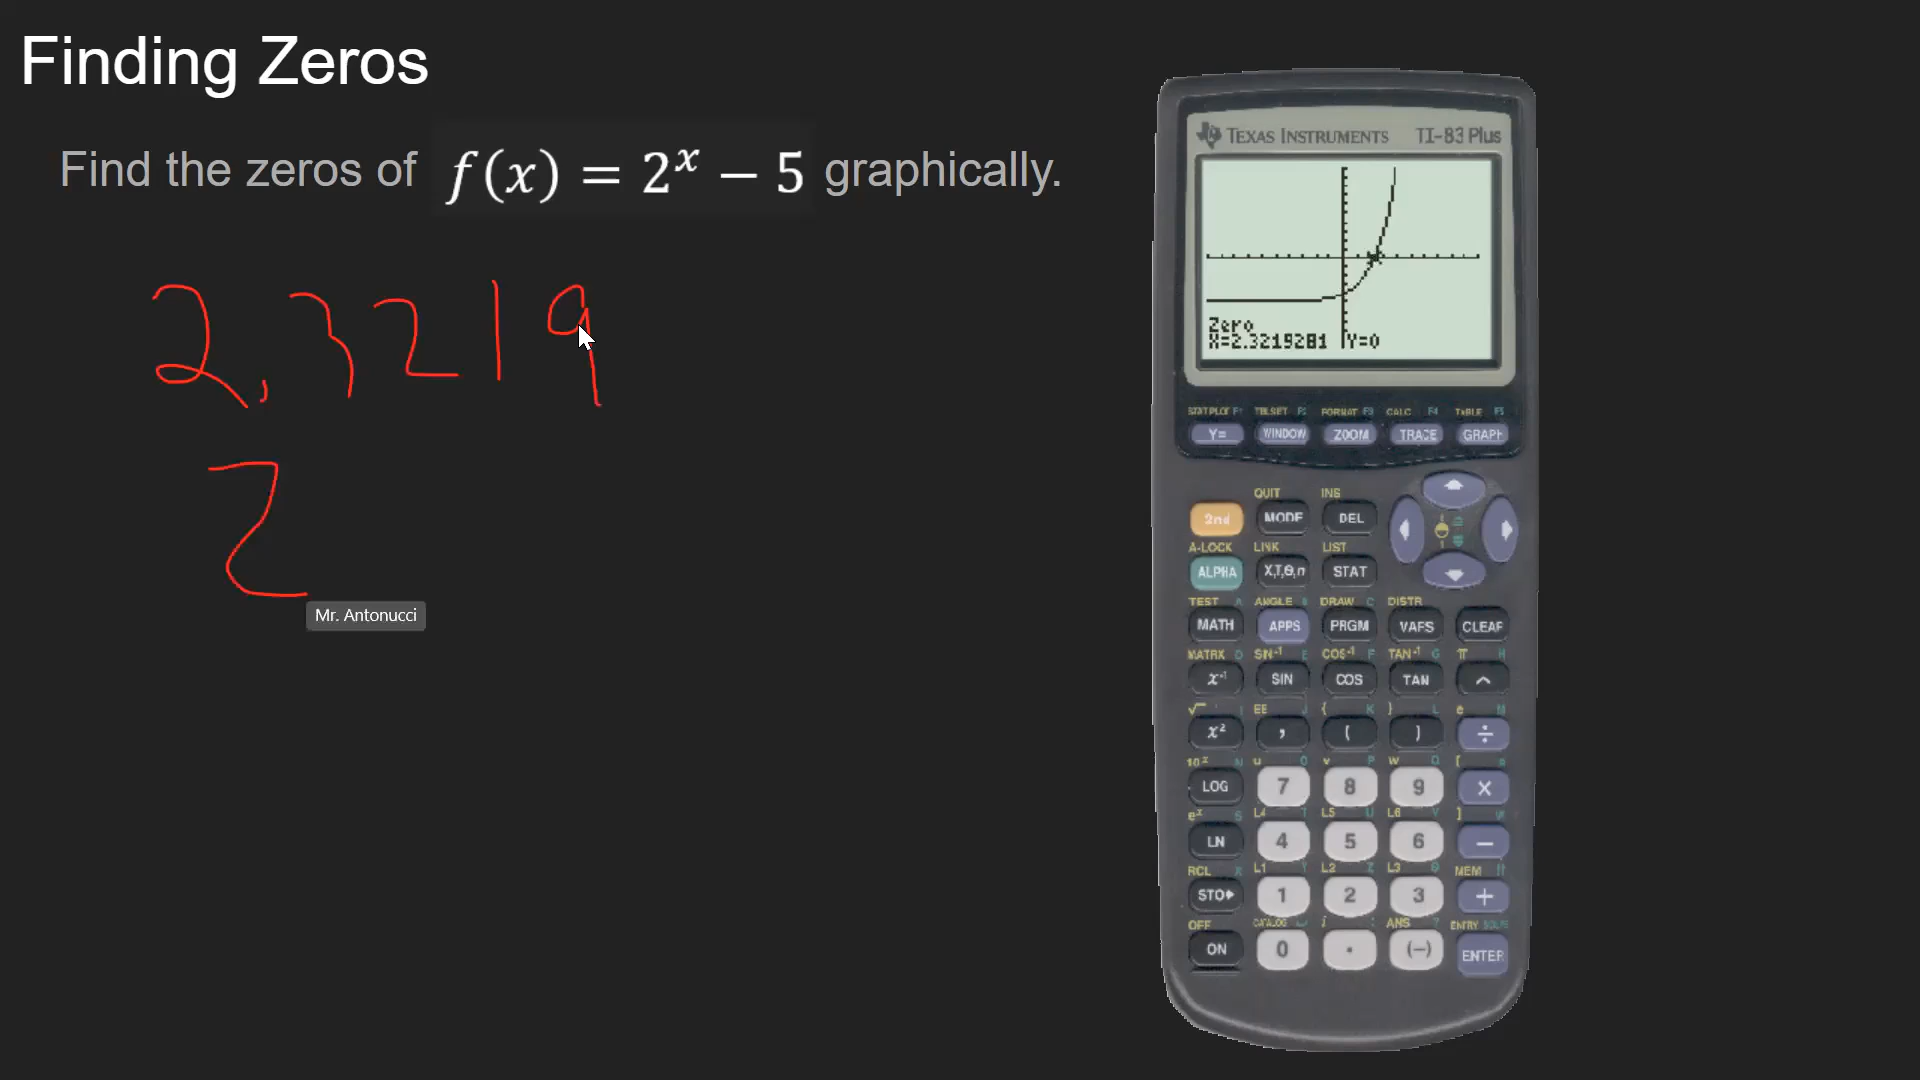 Finding Zeros
Find the zeros of f(x) = 2ˣ − 5 graphically.
2.3219
2
Mr. Antonucci
TEXAS INSTRUMENTS TI-83 Plus
Zero
X=2.3219281 Y=0
STAT PLOT F1 TBLSET F2 FORMAT F3 CALC F4 TABLE F5
Y= WINDOW ZOOM TRACE GRAPH
QUIT INS
2nd MODE DEL
A-LOCK LINK LIST
ALPHA X,T,Θ,n STAT
TEST A ANGLE B DRAW C DISTR
MATH APPS PRGM VARS CLEAR
MATRX D SIN⁻¹ E COS⁻¹ F TAN⁻¹ G π H
x⁻¹ SIN COS TAN ^
√ I EE J { K } L e M
x² , ( ) ÷
10ˣ N u O v P w Q [
LOG 7 8 9 ×
eˣ S L4 T L5 U L6 V ] W
LN 4 5 6 −
RCL X L1 Y L2 Z L3 θ MEM "
STO▸ 1 2 3 +
OFF CATALOG i : ANS ? ENTRY SOLVE
ON 0 . (−) ENTER